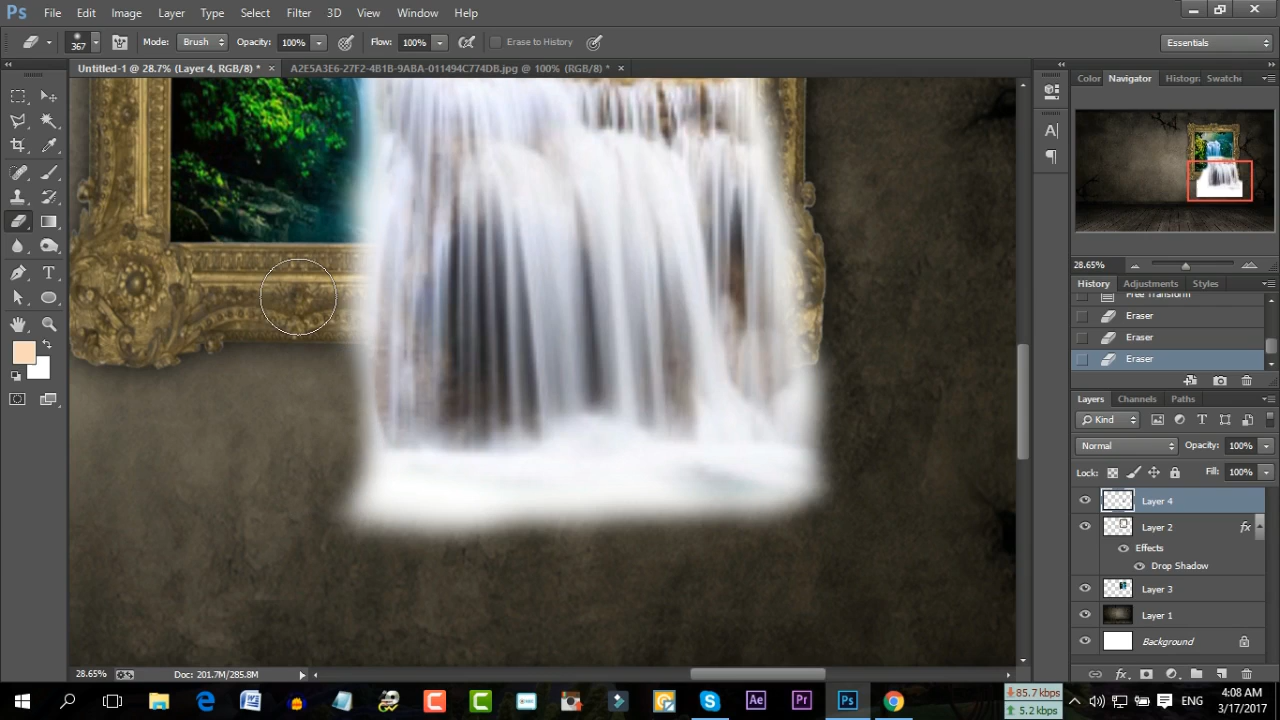 Ps File Edit Image Layer Type Select Filter 3D View Window Help
367 Mode: Brush Opacity: 100% Flow: 100% Erase to History Essentials
Untitled-1 @ 28.7% (Layer 4, RGB/8) * × A2E5A3E6-27F2-4B1B-9ABA-011494C774DB.jpg @ 100% (RGB/8) * ×
Color Navigator Histogr Swatche
28.65%
History Adjustments Styles
Free Transform
Eraser
Eraser
Eraser
Layers Channels Paths
Kind
Normal Opacity: 100%
Lock: Fill: 100%
Layer 4
Layer 2 fx
Effects
Drop Shadow
Layer 3
Layer 1
Background
28.65% Doc: 201.7M/285.8M
85.7 kbps
5.2 kbps
Ae Pr Ps ENG
4:08 AM
3/17/2017